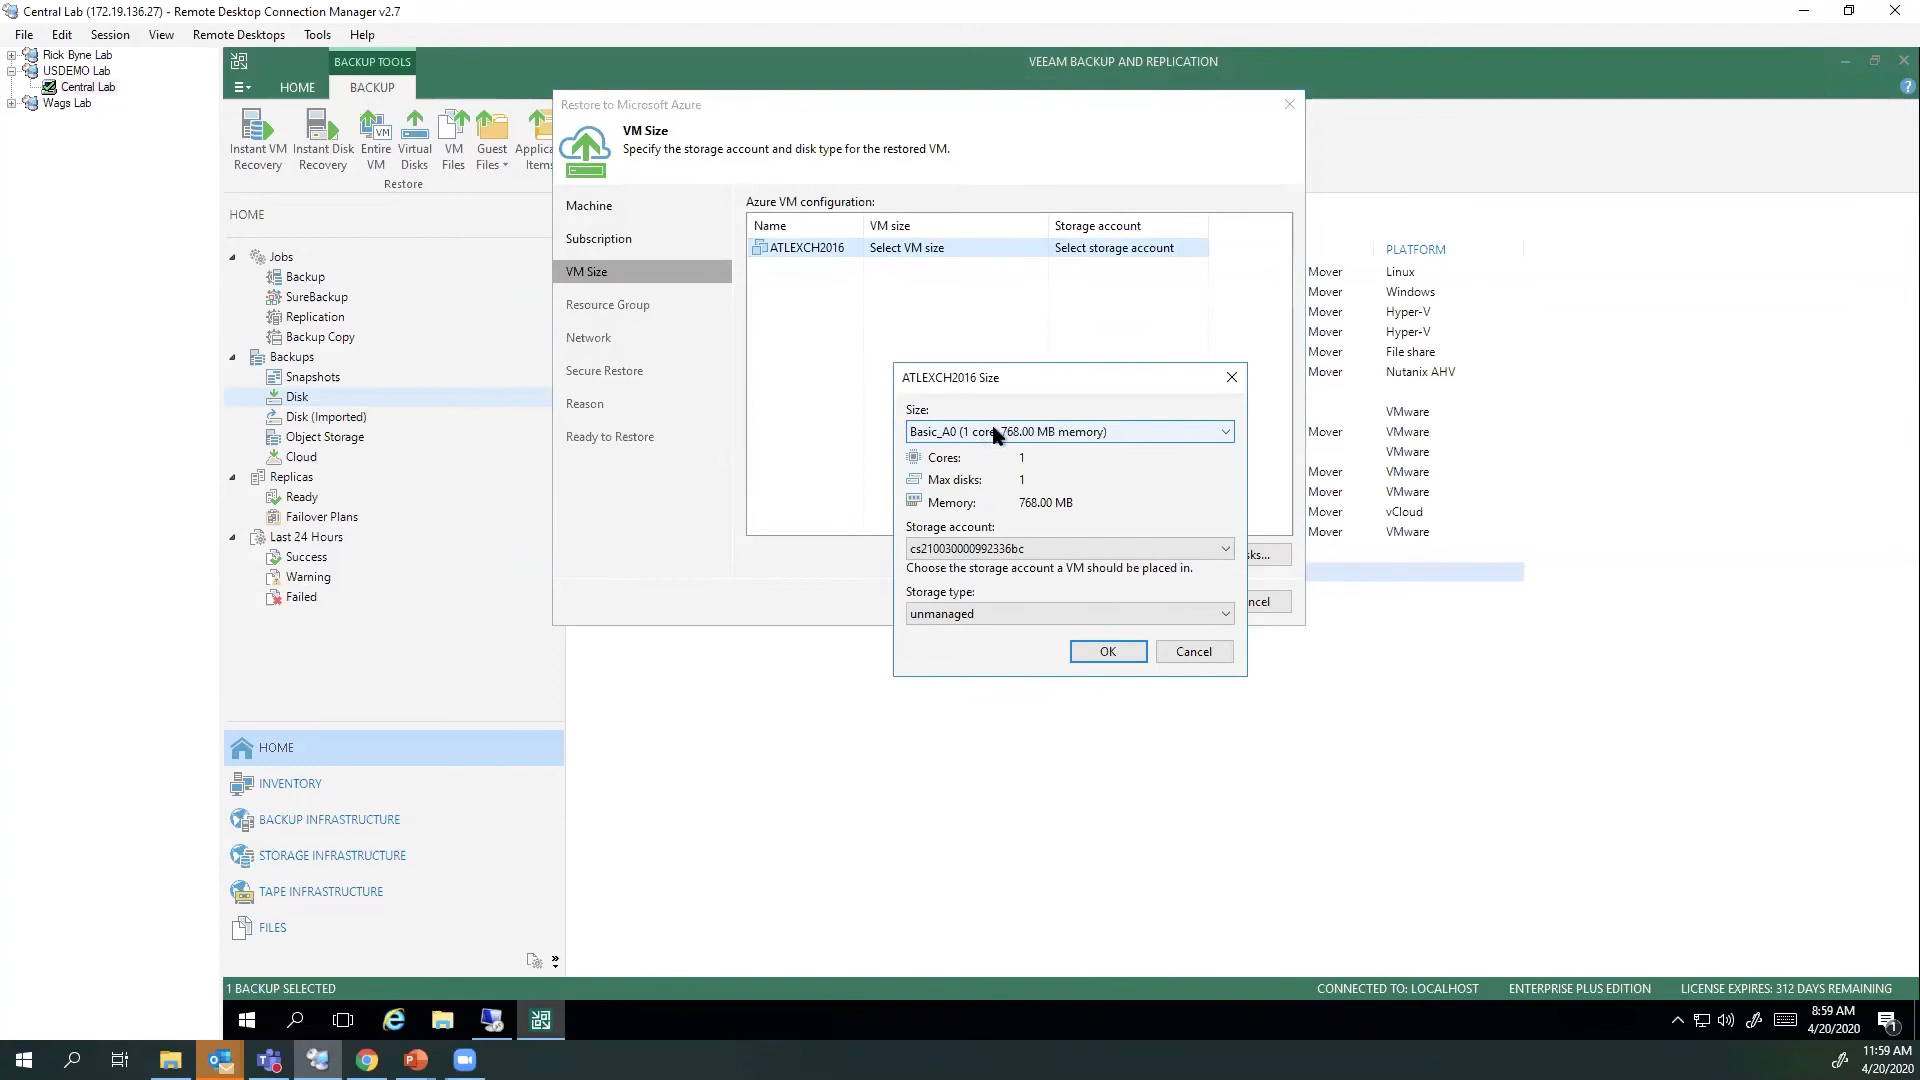 Central Lab (172.19.136.27) - Remote Desktop Connection Manager v2.7
File Edit Session View Remote Desktops Tools Help
Rick Byne Lab
USDEMO Lab
Central Lab
Wags Lab
BACKUP TOOLS
VEEAM BACKUP AND REPLICATION
HOME BACKUP
Instant VM Recovery
Instant Disk Recovery
Entire VM
Virtual Disks
VM Files
Guest Files
Applica
Items
Restore
HOME
Jobs
Backup
SureBackup
Replication
Backup Copy
Backups
Snapshots
Disk
Disk (Imported)
Object Storage
Cloud
Replicas
Ready
Failover Plans
Last 24 Hours
Success
Warning
Failed
HOME
INVENTORY
BACKUP INFRASTRUCTURE
STORAGE INFRASTRUCTURE
TAPE INFRASTRUCTURE
FILES
Restore to Microsoft Azure
VM Size
Specify the storage account and disk type for the restored VM.
Machine
Subscription
VM Size
Resource Group
Network
Secure Restore
Reason
Ready to Restore
Azure VM configuration:
Name VM size Storage account
ATLEXCH2016 Select VM size Select storage account
sks...
ncel
ATLEXCH2016 Size
Size:
Basic_A0 (1 core 768.00 MB memory)
Cores: 1
Max disks: 1
Memory: 768.00 MB
Storage account:
cs210030000992336bc
Choose the storage account a VM should be placed in.
Storage type:
unmanaged
OK Cancel
PLATFORM
Mover Linux
Mover Windows
Mover Hyper-V
Mover Hyper-V
Mover File share
Mover Nutanix AHV
VMware
Mover VMware
VMware
Mover VMware
Mover VMware
Mover vCloud
Mover VMware
1 BACKUP SELECTED
CONNECTED TO: LOCALHOST ENTERPRISE PLUS EDITION LICENSE EXPIRES: 312 DAYS REMAINING
8:59 AM
4/20/2020
1
11:59 AM
4/20/2020